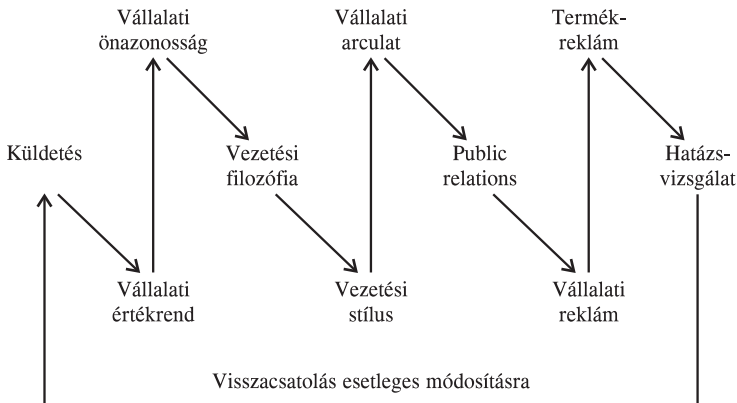 Vállalati
önazonosság
Vállalati
arculat
Termék-
reklám
Küldetés
Vezetési
filozófia
Public
relations
Hatázs-
vizsgálat
Vállalati
értékrend
Vezetési
stílus
Vállalati
reklám
Visszacsatolás esetleges módosításra